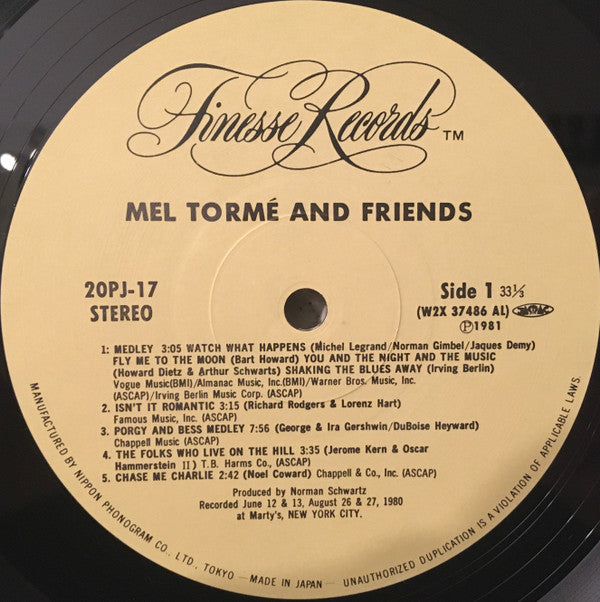 Finesse Records TM
MEL TORMÉ AND FRIENDS
20PJ-17
STEREO
Side 1 33⅓
(W2X 37486 AL)
Ⓟ1981
1: MEDLEY 3:05 WATCH WHAT HAPPENS (Michel Legrand/Norman Gimbel/Jaques Demy)
FLY ME TO THE MOON (Bart Howard) YOU AND THE NIGHT AND THE MUSIC
(Howard Dietz & Arthur Schwarts) SHAKING THE BLUES AWAY (Irving Berlin)
Vogue Music(BMI)/Almanac Music, Inc.(BMI)/Warner Bros. Music, Inc.
(ASCAP)/Irving Berlin Music Corp. (ASCAP)
2: ISN'T IT ROMANTIC 3:15 (Richard Rodgers & Lorenz Hart)
Famous Music, Inc. (ASCAP)
3: PORGY AND BESS MEDLEY 7:56 (George & Ira Gershwin/DuBoise Heyward)
Chappell Music (ASCAP)
4: THE FOLKS WHO LIVE ON THE HILL 3:35 (Jerome Kern & Oscar
Hammerstein II) T.B. Harms Co., (ASCAP)
5: CHASE ME CHARLIE 2:42 (Noel Coward) Chappell & Co., Inc. (ASCAP)
Produced by Norman Schwartz
Recorded June 12 & 13, August 26 & 27, 1980
at Marty's, NEW YORK CITY.
MANUFACTURED BY NIPPON PHONOGRAM CO., LTD., TOKYO — MADE IN JAPAN — UNAUTHORIZED DUPLICATION IS A VIOLATION OF APPLICABLE LAWS.